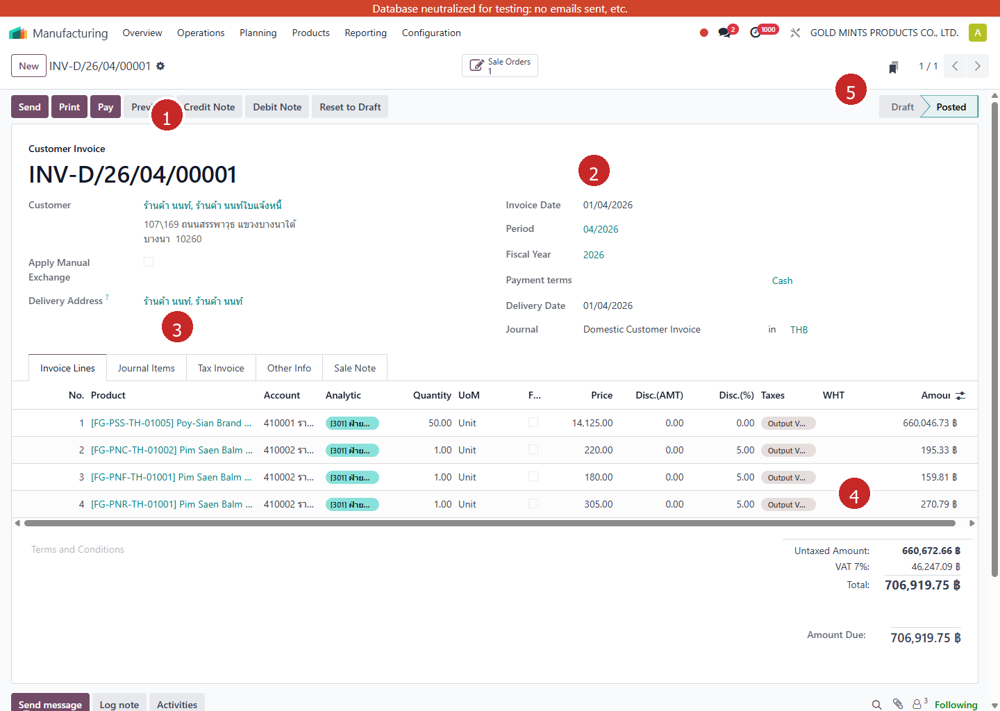 Database neutralized for testing: no emails sent, etc.
Manufacturing Overview Operations Planning Products Reporting Configuration 2 1000 GOLD MINTS PRODUCTS CO., LTD. A
New INV-D/26/04/00001 Sale Orders 1 1 / 1
5
Send Print Pay Credit Note Debit Note Reset to Draft Draft Posted
1
Customer Invoice
INV-D/26/04/00001
2
Customer ร้านค้า นนท์, ร้านค้า นนท์ใบแจ้งหนี้
107\169 ถนนสรรพาวุธ แขวงบางนาใต้
บางนา 10260
Apply Manual Exchange
Delivery Address ? ร้านค้า นนท์, ร้านค้า นนท์
Invoice Date 01/04/2026
Period 04/2026
Fiscal Year 2026
Payment terms Cash
Delivery Date 01/04/2026
Journal Domestic Customer Invoice in THB
3
Invoice Lines Journal Items Tax Invoice Other Info Sale Note
No. Product Account Analytic Quantity UoM F... Price Disc.(AMT) Disc.(%) Taxes WHT Amour
1 [FG-PSS-TH-01005] Poy-Sian Brand ... 410001 รา... [301] ฝ่าย... 50.00 Unit 14,125.00 0.00 0.00 Output V... 660,046.73 ฿
2 [FG-PNC-TH-01002] Pim Saen Balm ... 410002 รา... [301] ฝ่าย... 1.00 Unit 220.00 0.00 5.00 Output V... 195.33 ฿
3 [FG-PNF-TH-01001] Pim Saen Balm ... 410002 รา... [301] ฝ่าย... 1.00 Unit 180.00 0.00 5.00 Output V... 159.81 ฿
4 [FG-PNR-TH-01001] Pim Saen Balm ... 410002 รา... [301] ฝ่าย... 1.00 Unit 305.00 0.00 5.00 Output V... 270.79 ฿
4
Terms and Conditions
Untaxed Amount: 660,672.66 ฿
VAT 7%: 46,247.09 ฿
Total: 706,919.75 ฿
Amount Due: 706,919.75 ฿
Send message Log note Activities 3 Following